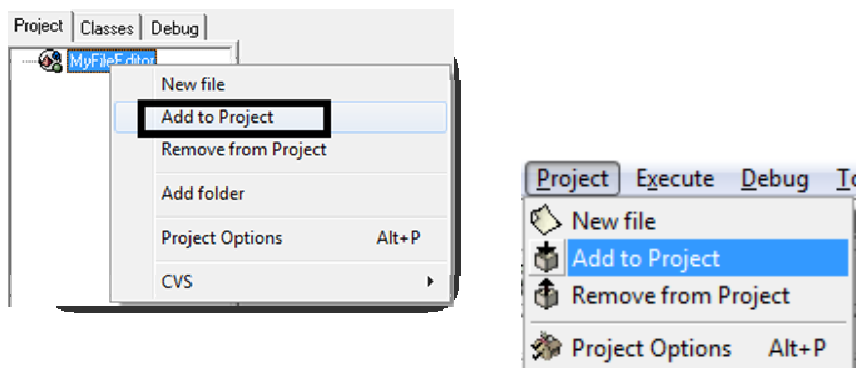 Project Classes Debug
MyFileEditor
New file
Add to Project
Remove from Project
Add folder
Project Options Alt+P
CVS
Project Execute Debug
New file
Add to Project
Remove from Project
Project Options Alt+P